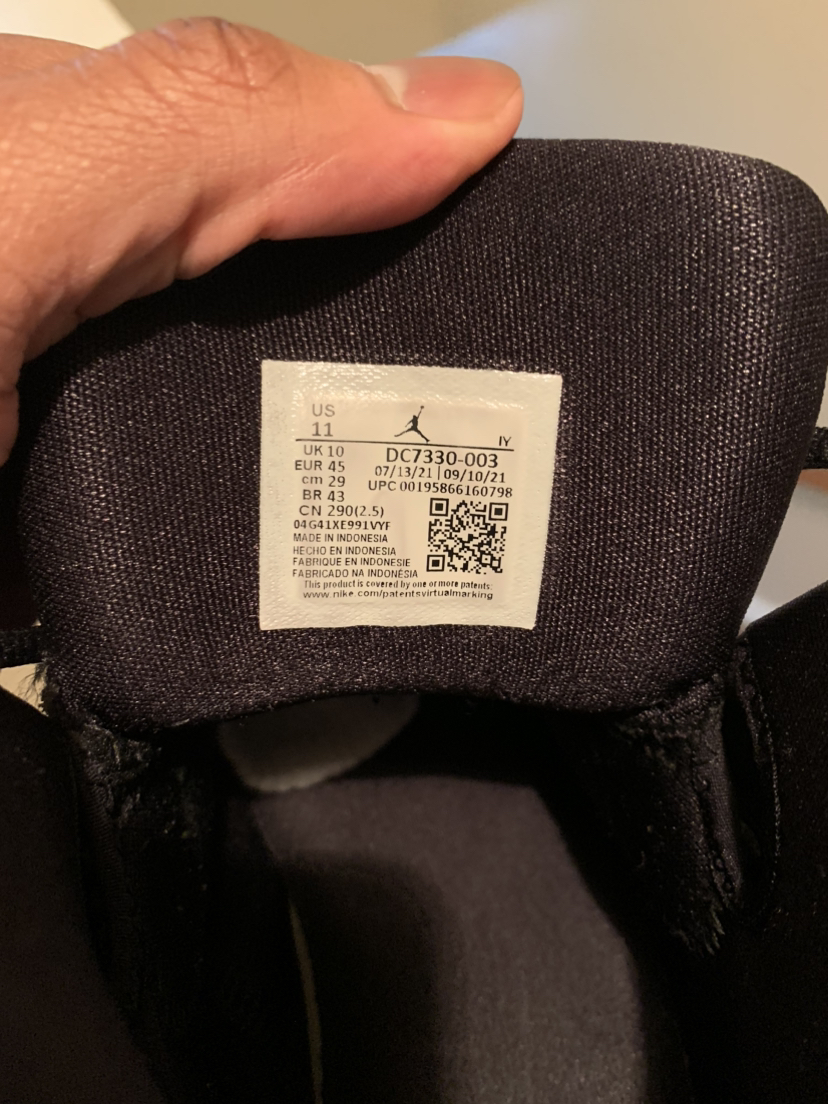 US
11
IY
UK 10
EUR 45
cm 29
BR 43
CN 290(2.5)
DC7330-003
07/13/21 | 09/10/21
UPC 00195866160798
04G41XE991VYF
MADE IN INDONESIA
HECHO EN INDONESIA
FABRIQUE EN INDONESIE
FABRICADO NA INDONÉSIA
This product is covered by one or more patents:
www.nike.com/patentsvirtualmarking